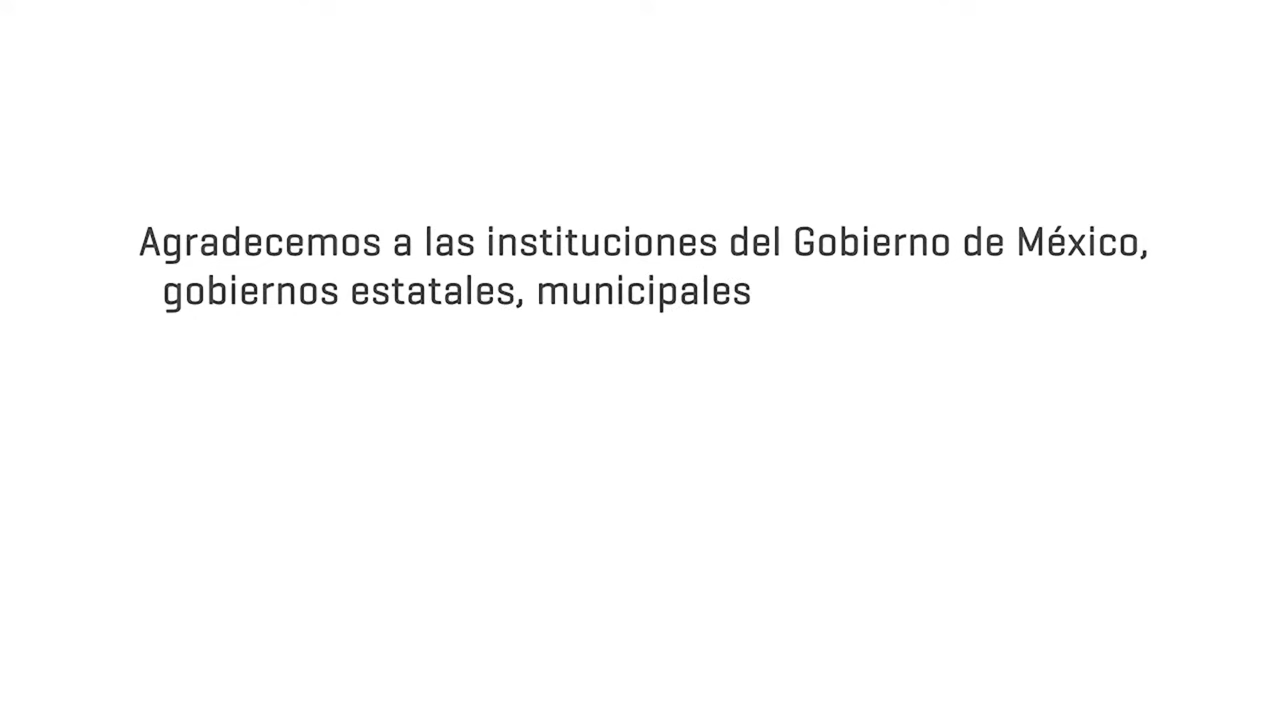 Agradecemos a las instituciones del Gobierno de México,
gobiernos estatales, municipales